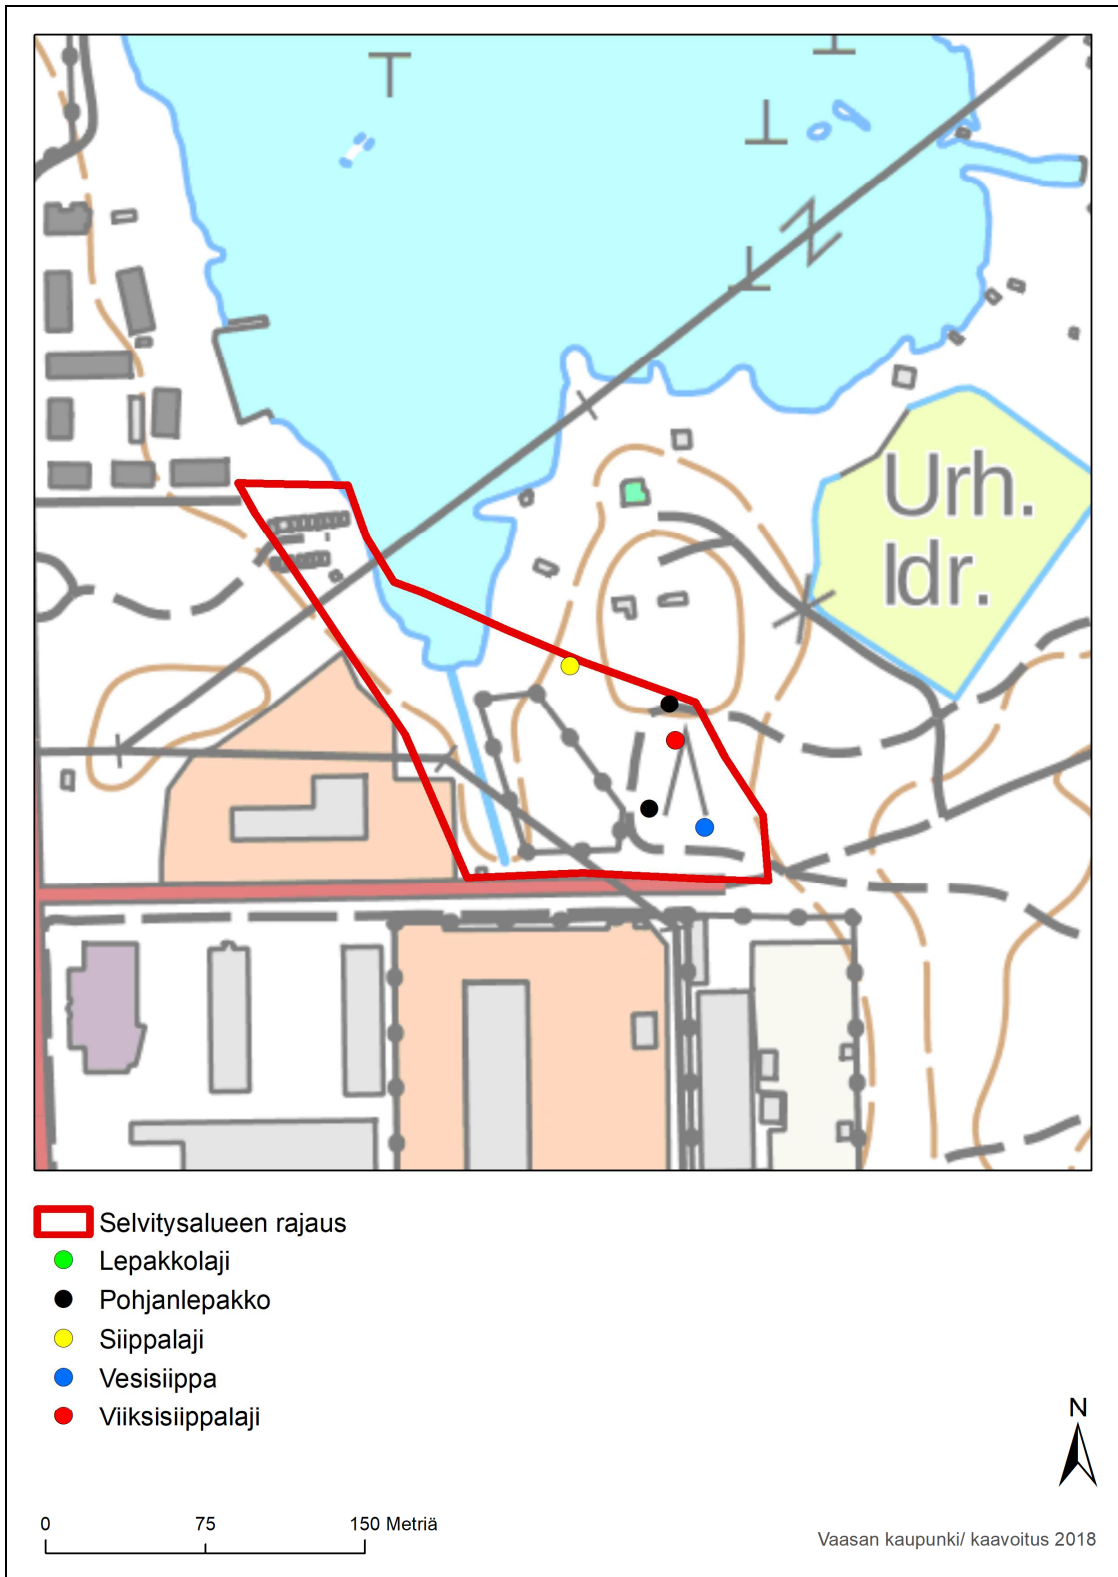 Urh.
Idr.
Selvitysalueen rajaus
Lepakkolaji
Pohjanlepakko
Siippalaji
Vesisiippa
Viiksisiippalaji
N
0 75 150 Metriä
Vaasan kaupunki/ kaavoitus 2018